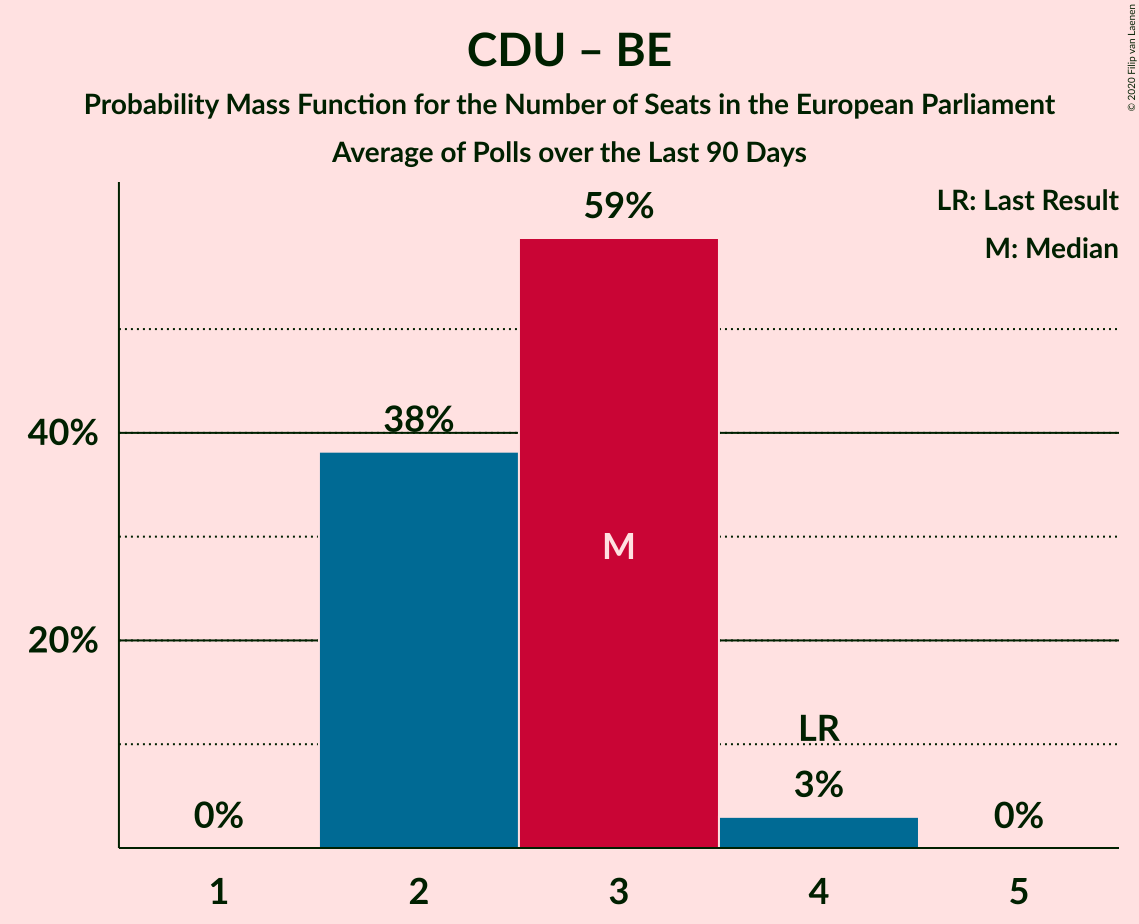 CDU – BE
Probability Mass Function for the Number of Seats in the European Parliament
Average of Polls over the Last 90 Days
© 2020 Filip van Laenen
LR: Last Result
M: Median
59%
38%
40%
M
20%
LR
3%
0%
0%
1
2
3
4
5